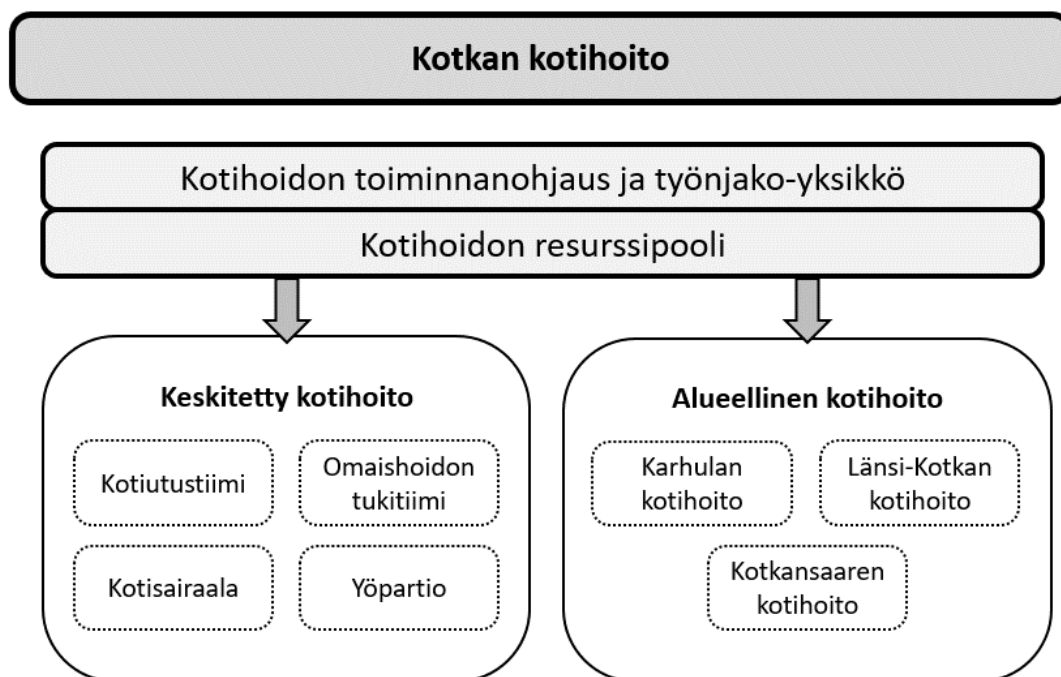 Kotkan kotihoito
Kotihoidon toiminnanohjaus ja työnjako-yksikkö
Kotihoidon resurssipooli
Keskitetty kotihoito
Kotiutustiimi
Omaishoidon
tukitiimi
Kotisairaala
Yöpartio
Alueellinen kotihoito
Karhulan
kotihoito
Länsi-Kotkan
kotihoito
Kotkansaaren
kotihoito